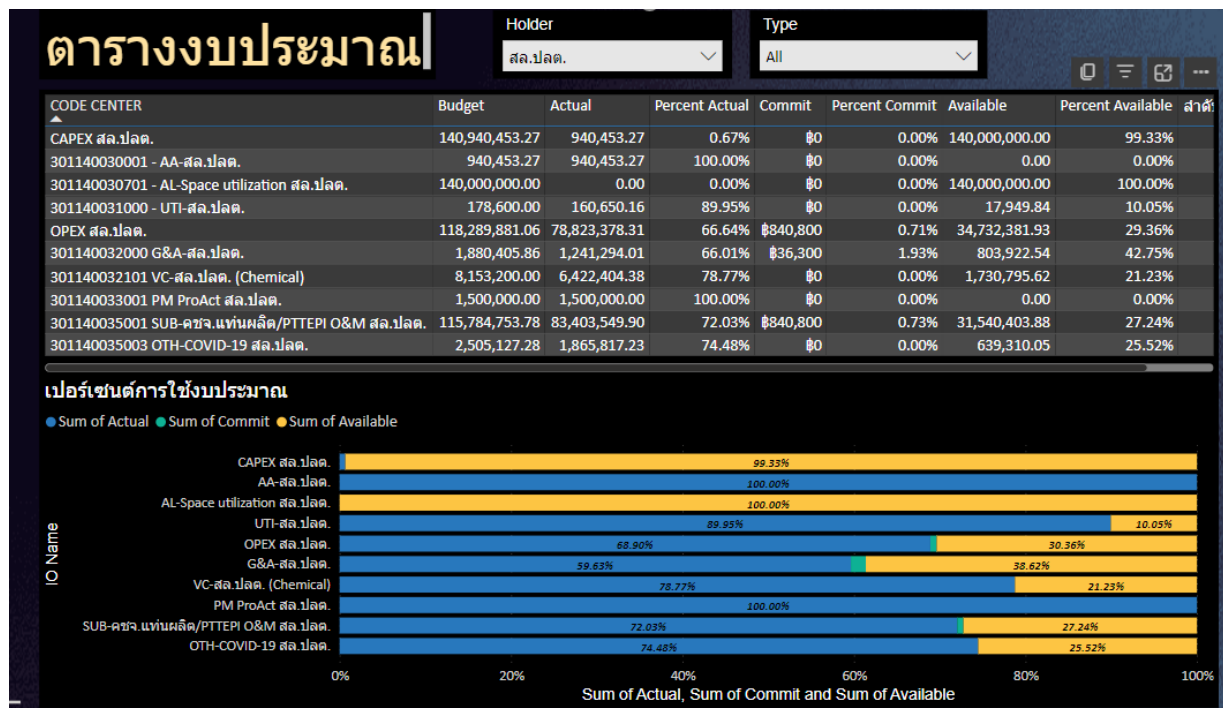 ตารางงบประมาณ
Holder
สล.ปลต.
Type
All
CODE CENTER Budget Actual Percent Actual Commit Percent Commit Available Percent Available
CAPEX สล.ปลต. 140,940,453.27 940,453.27 0.67% ฿0 0.00% 140,000,000.00 99.33%
301140030001 - AA-สล.ปลต. 940,453.27 940,453.27 100.00% ฿0 0.00% 0.00 0.00%
301140030701 - AL-Space utilization สล.ปลต. 140,000,000.00 0.00 0.00% ฿0 0.00% 140,000,000.00 100.00%
301140031000 - UTI-สล.ปลต. 178,600.00 160,650.16 89.95% ฿0 0.00% 17,949.84 10.05%
OPEX สล.ปลต. 118,289,881.06 78,823,378.31 66.64% ฿840,800 0.71% 34,732,381.93 29.36%
301140032000 G&A-สล.ปลต. 1,880,405.86 1,241,294.01 66.01% ฿36,300 1.93% 803,922.54 42.75%
301140032101 VC-สล.ปลต. (Chemical) 8,153,200.00 6,422,404.38 78.77% ฿0 0.00% 1,730,795.62 21.23%
301140033001 PM ProAct สล.ปลต. 1,500,000.00 1,500,000.00 100.00% ฿0 0.00% 0.00 0.00%
301140035001 SUB-คชจ.แท่นผลิต/PTTEPI O&M สล.ปลต. 115,784,753.78 83,403,549.90 72.03% ฿840,800 0.73% 31,540,403.88 27.24%
301140035003 OTH-COVID-19 สล.ปลต. 2,505,127.28 1,865,817.23 74.48% ฿0 0.00% 639,310.05 25.52%
เปอร์เซนต์การใช้งบประมาณ
Sum of Actual Sum of Commit Sum of Available
IO Name
CAPEX สล.ปลต. 99.33%
AA-สล.ปลต. 100.00%
AL-Space utilization สล.ปลต. 100.00%
UTI-สล.ปลต. 89.95% 10.05%
OPEX สล.ปลต. 68.90% 30.36%
G&A-สล.ปลต. 59.63% 38.62%
VC-สล.ปลต. (Chemical) 78.77% 21.23%
PM ProAct สล.ปลต. 100.00%
SUB-คชจ.แท่นผลิต/PTTEPI O&M สล.ปลต. 72.03% 27.24%
OTH-COVID-19 สล.ปลต. 74.48% 25.52%
0% 20% 40% 60% 80% 100%
Sum of Actual, Sum of Commit and Sum of Available